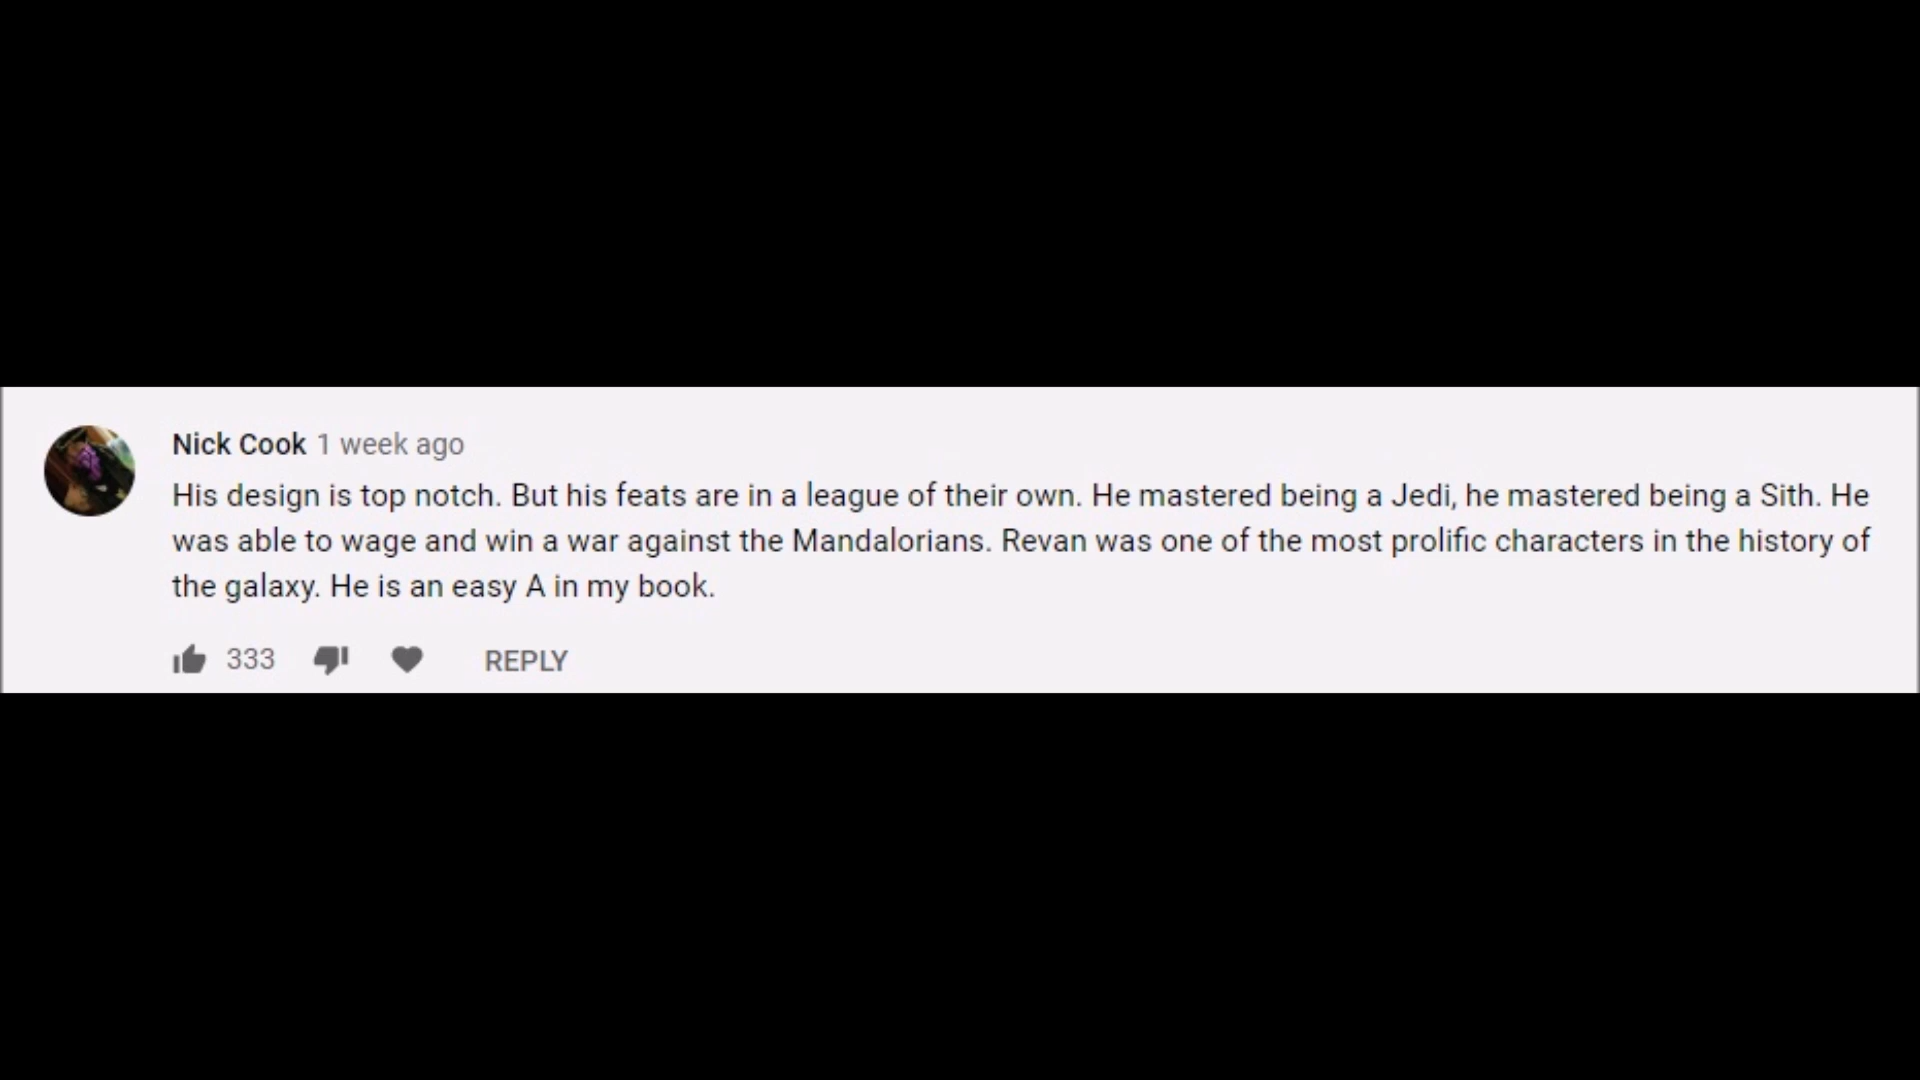 Nick Cook 1 week ago
His design is top notch. But his feats are in a league of their own. He mastered being a Jedi, he mastered being a Sith. He
was able to wage and win a war against the Mandalorians. Revan was one of the most prolific characters in the history of
the galaxy. He is an easy A in my book.
333 REPLY